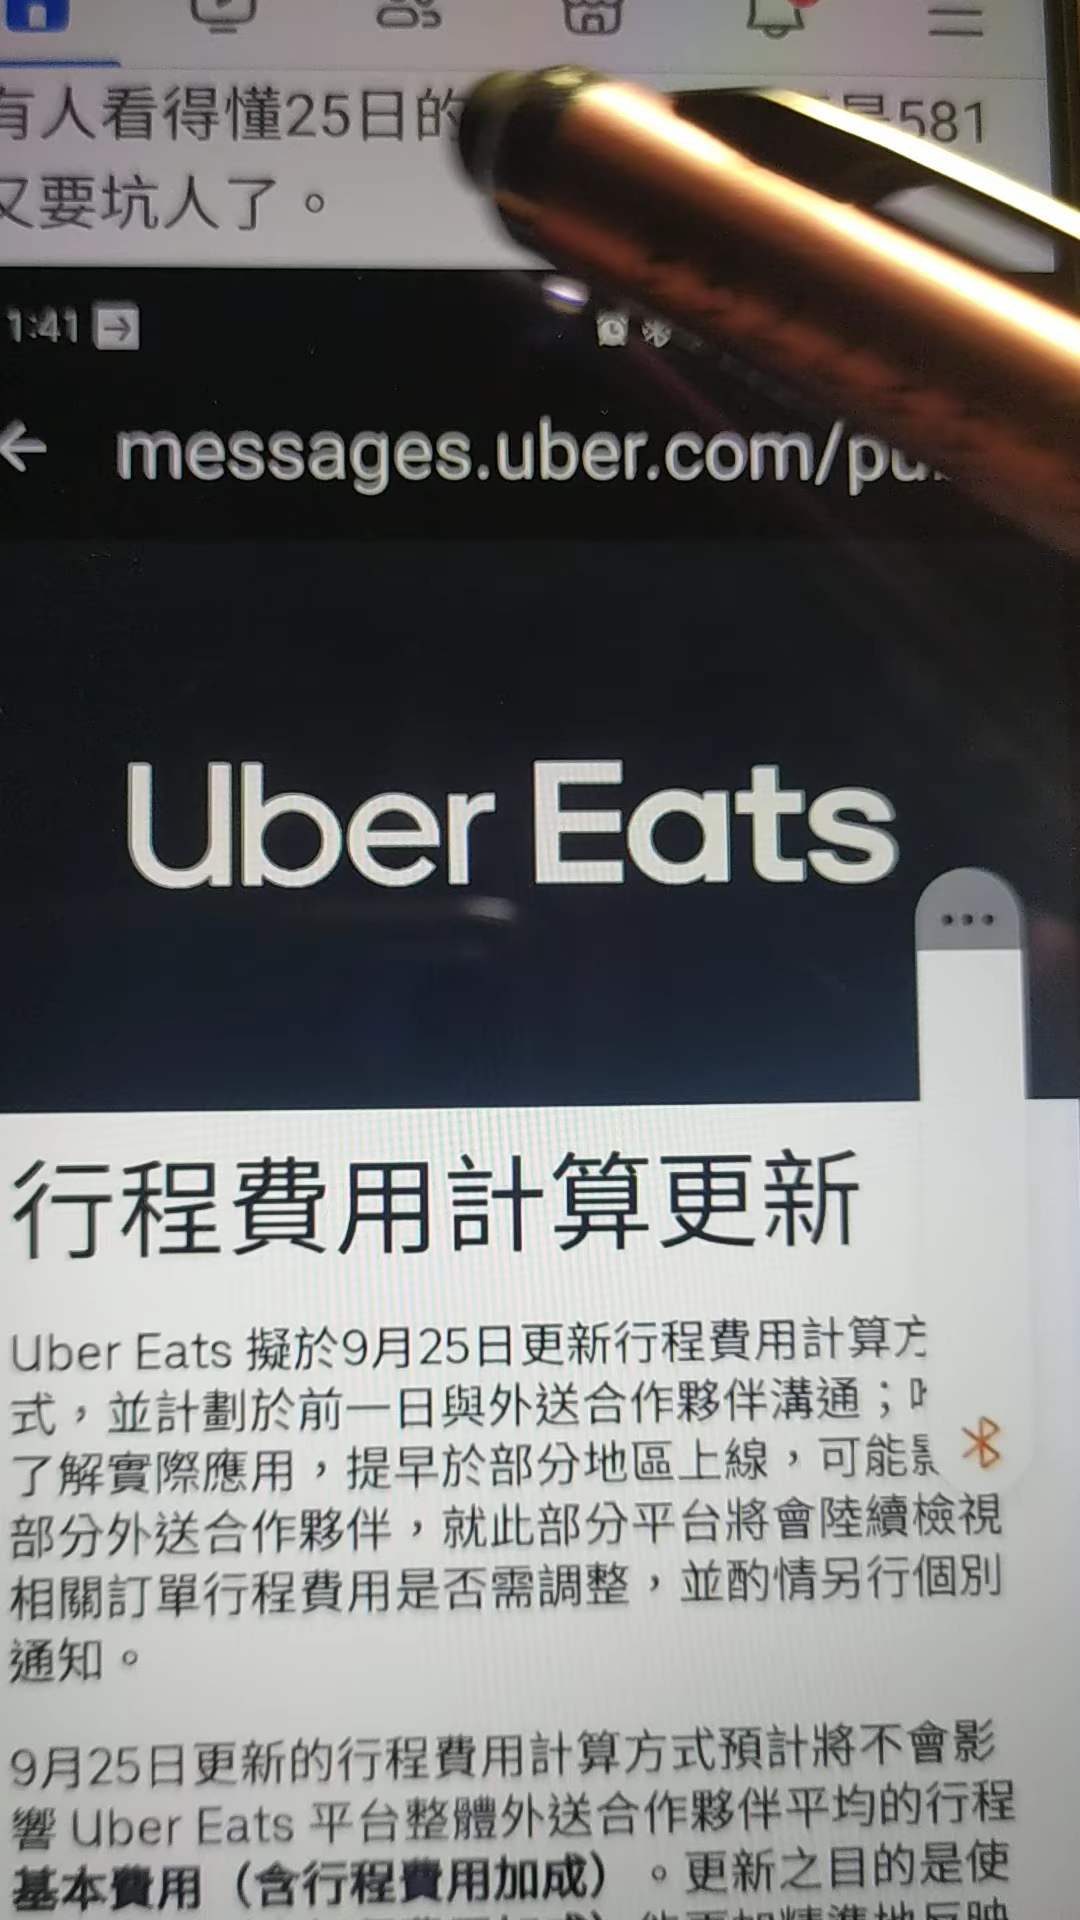 有人看得懂25日的
是581
又要坑人了。
1:41
messages.uber.com/pu
Uber Eats
行程費用計算更新
Uber Eats 擬於9月25日更新行程費用計算方
式，並計劃於前一日與外送合作夥伴溝通；
了解實際應用，提早於部分地區上線，可能
部分外送合作夥伴，就此部分平台將會陸續檢視
相關訂單行程費用是否需調整，並酌情另行個別
通知。
9月25日更新的行程費用計算方式預計將不會影
響 Uber Eats 平台整體外送合作夥伴平均的行程
基本費用（含行程費用加成）。更新之目的是使